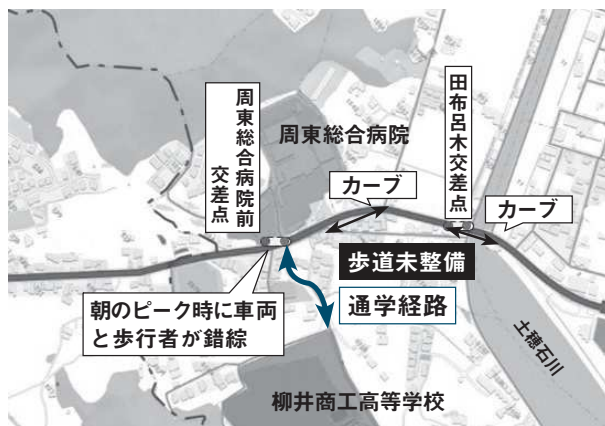 周東総合病院前
交差点
周東総合病院
田布呂木交差点
カーブ
カーブ
歩道未整備
通学経路
朝のピーク時に車両
と歩行者が錯綜
土穂石川
柳井商工高等学校